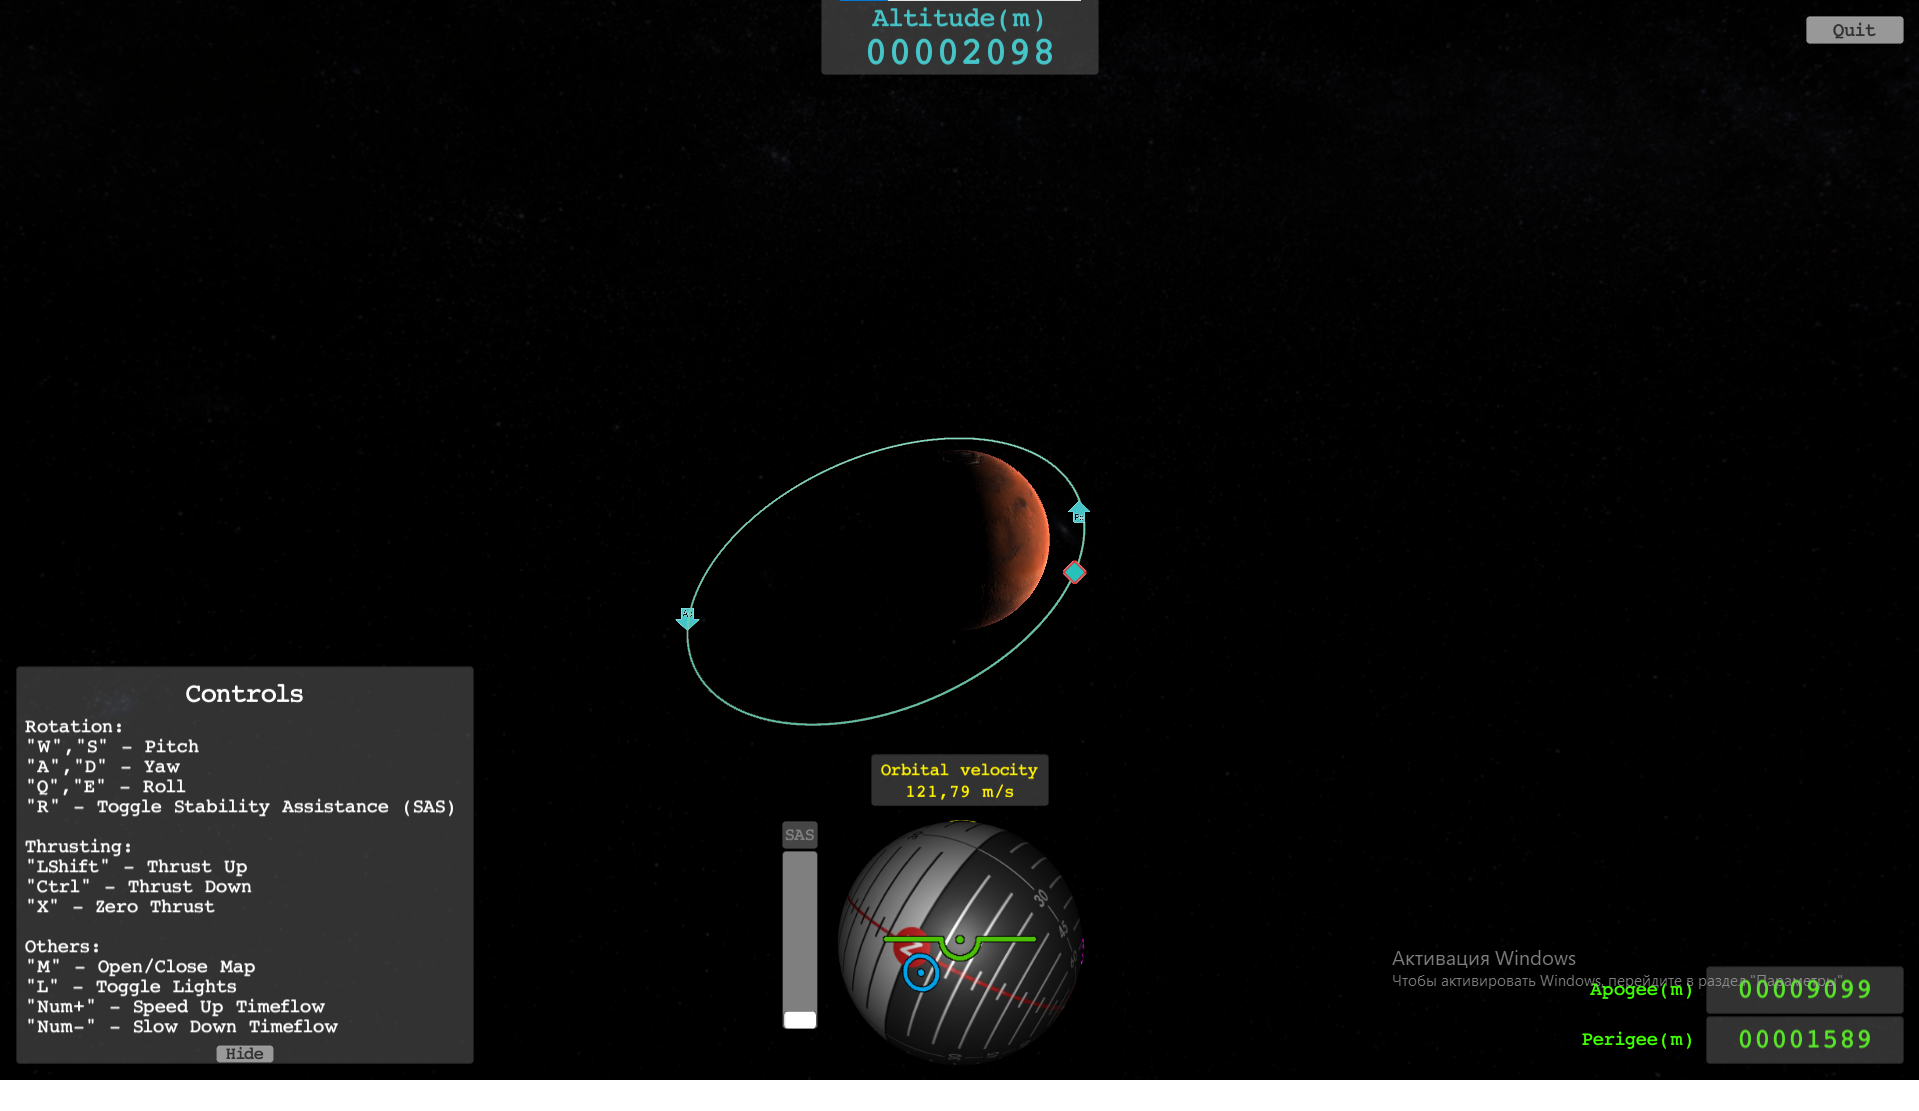 Altitude(m)
00002098
Quit
Controls
Rotation:
"W","S" - Pitch
"A","D" - Yaw
"Q","E" - Roll
"R" - Toggle Stability Assistance (SAS)
Thrusting:
"LShift" - Thrust Up
"Ctrl" - Thrust Down
"X" - Zero Thrust
Others:
"M" - Open/Close Map
"L" - Toggle Lights
"Num+" - Speed Up Timeflow
"Num-" - Slow Down Timeflow
Hide
Orbital velocity
121,79 m/s
SAS
30
45
Активация Windows
Чтобы активировать Windows, перейдите в раздел "Параметры".
Apogee(m)
00009099
Perigee(m)
00001589